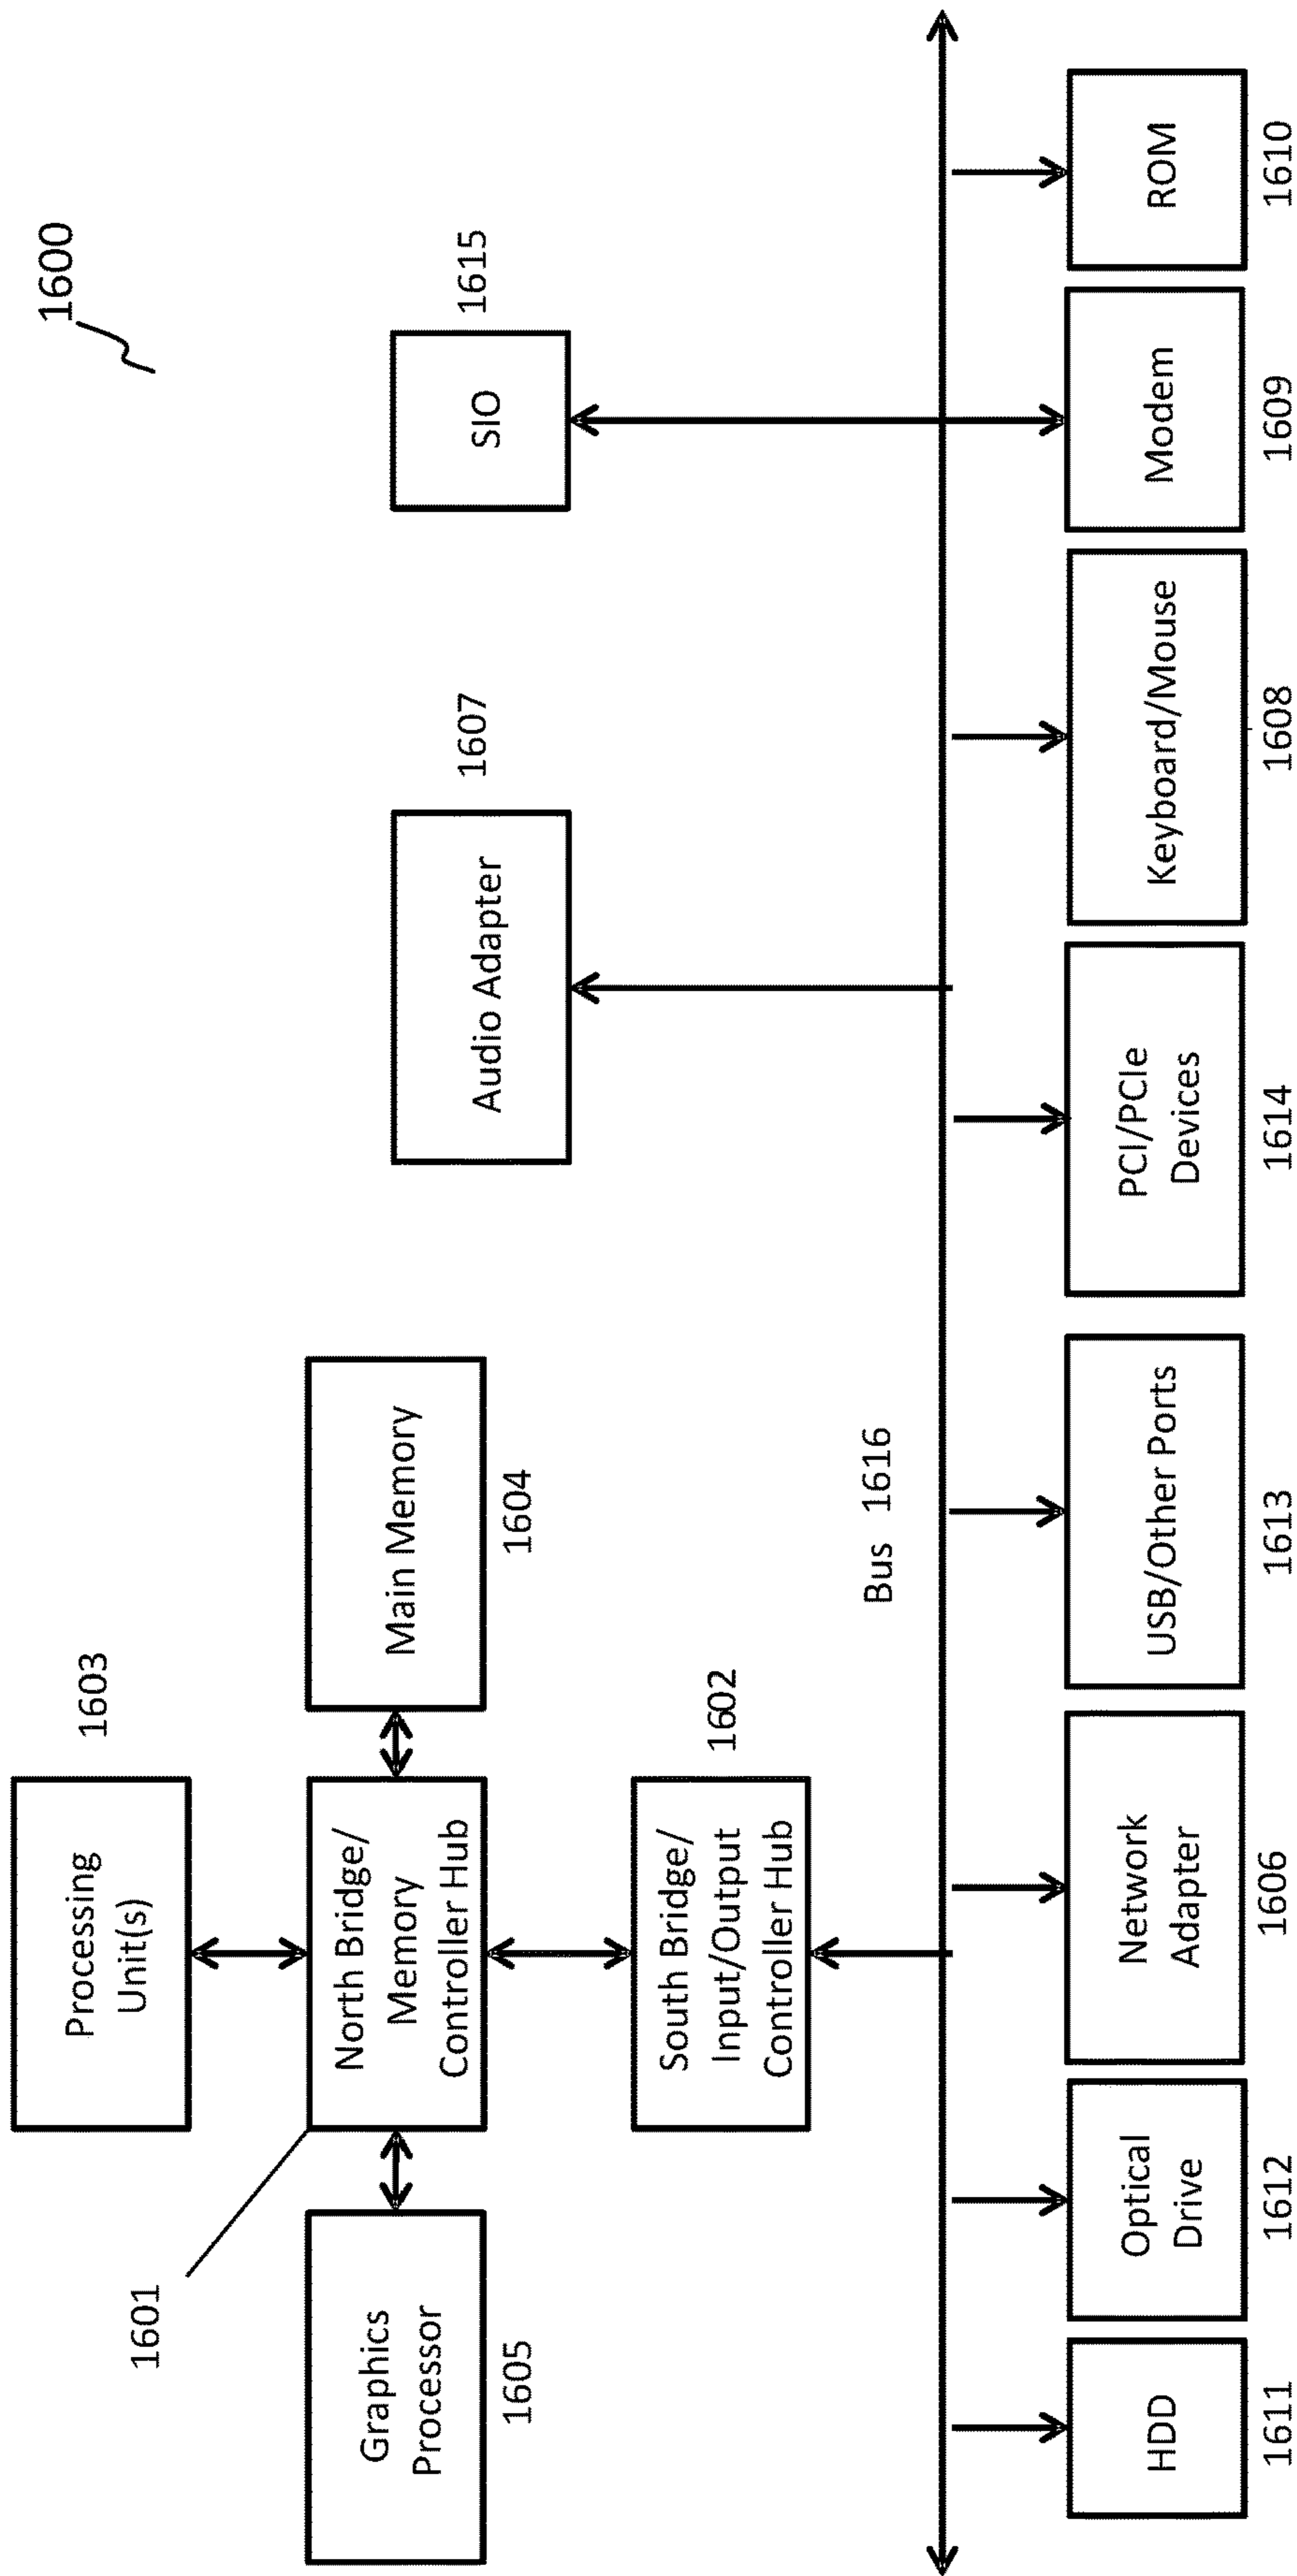 1600
1603
Processing
Unit(s)
1601
Graphics
Processor
1605
North Bridge/
Memory
Controller Hub
Main Memory
1604
Audio Adapter
1607
SIO
1615
South Bridge/
Input/Output
Controller Hub
1602
Bus 1616
HDD
1611
Optical
Drive
1612
Network
Adapter
1606
USB/Other Ports
1613
PCI/PCIe
Devices
1614
Keyboard/Mouse
1608
Modem
1609
ROM
1610